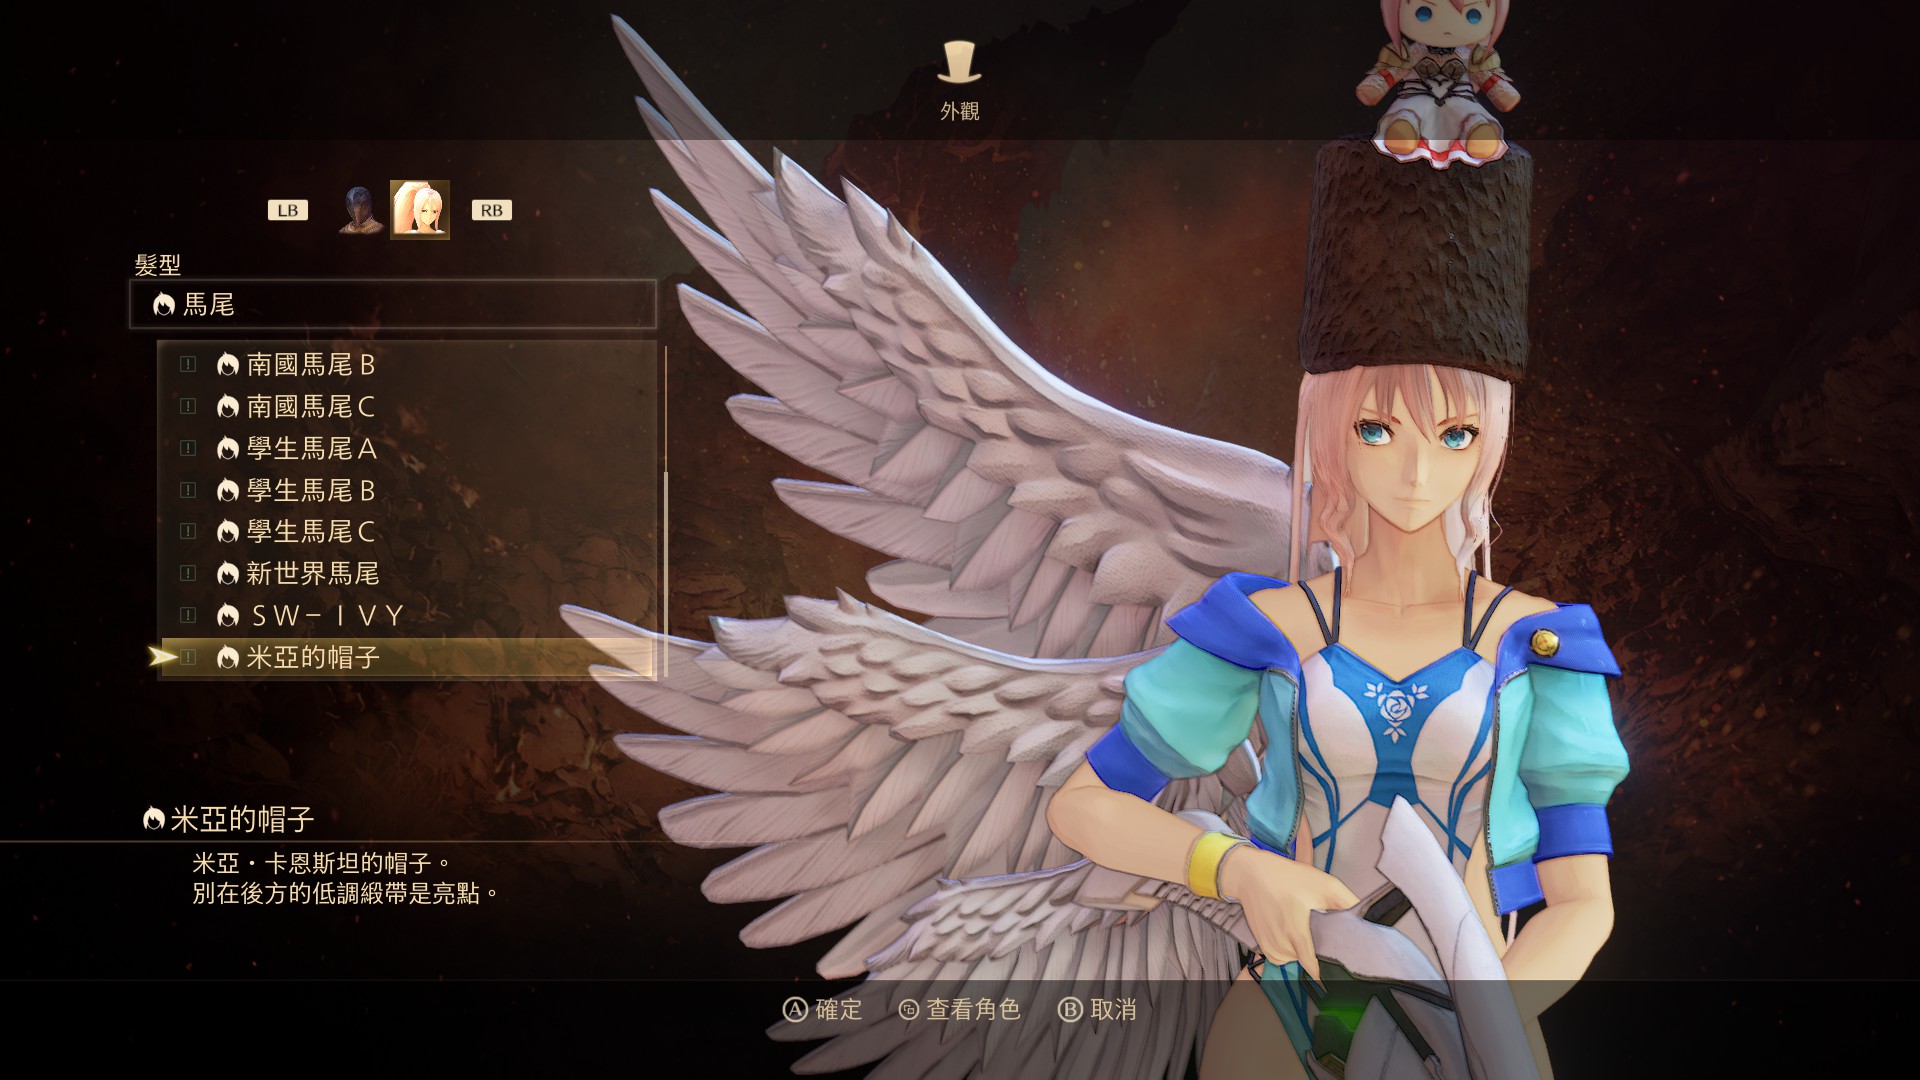 外觀
LB
RB
髮型
馬尾
南國馬尾B
南國馬尾C
學生馬尾A
學生馬尾B
學生馬尾C
新世界馬尾
SW-IVY
米亞的帽子
米亞的帽子
米亞・卡恩斯坦的帽子。
別在後方的低調緞帶是亮點。
A 確定
查看角色
B 取消